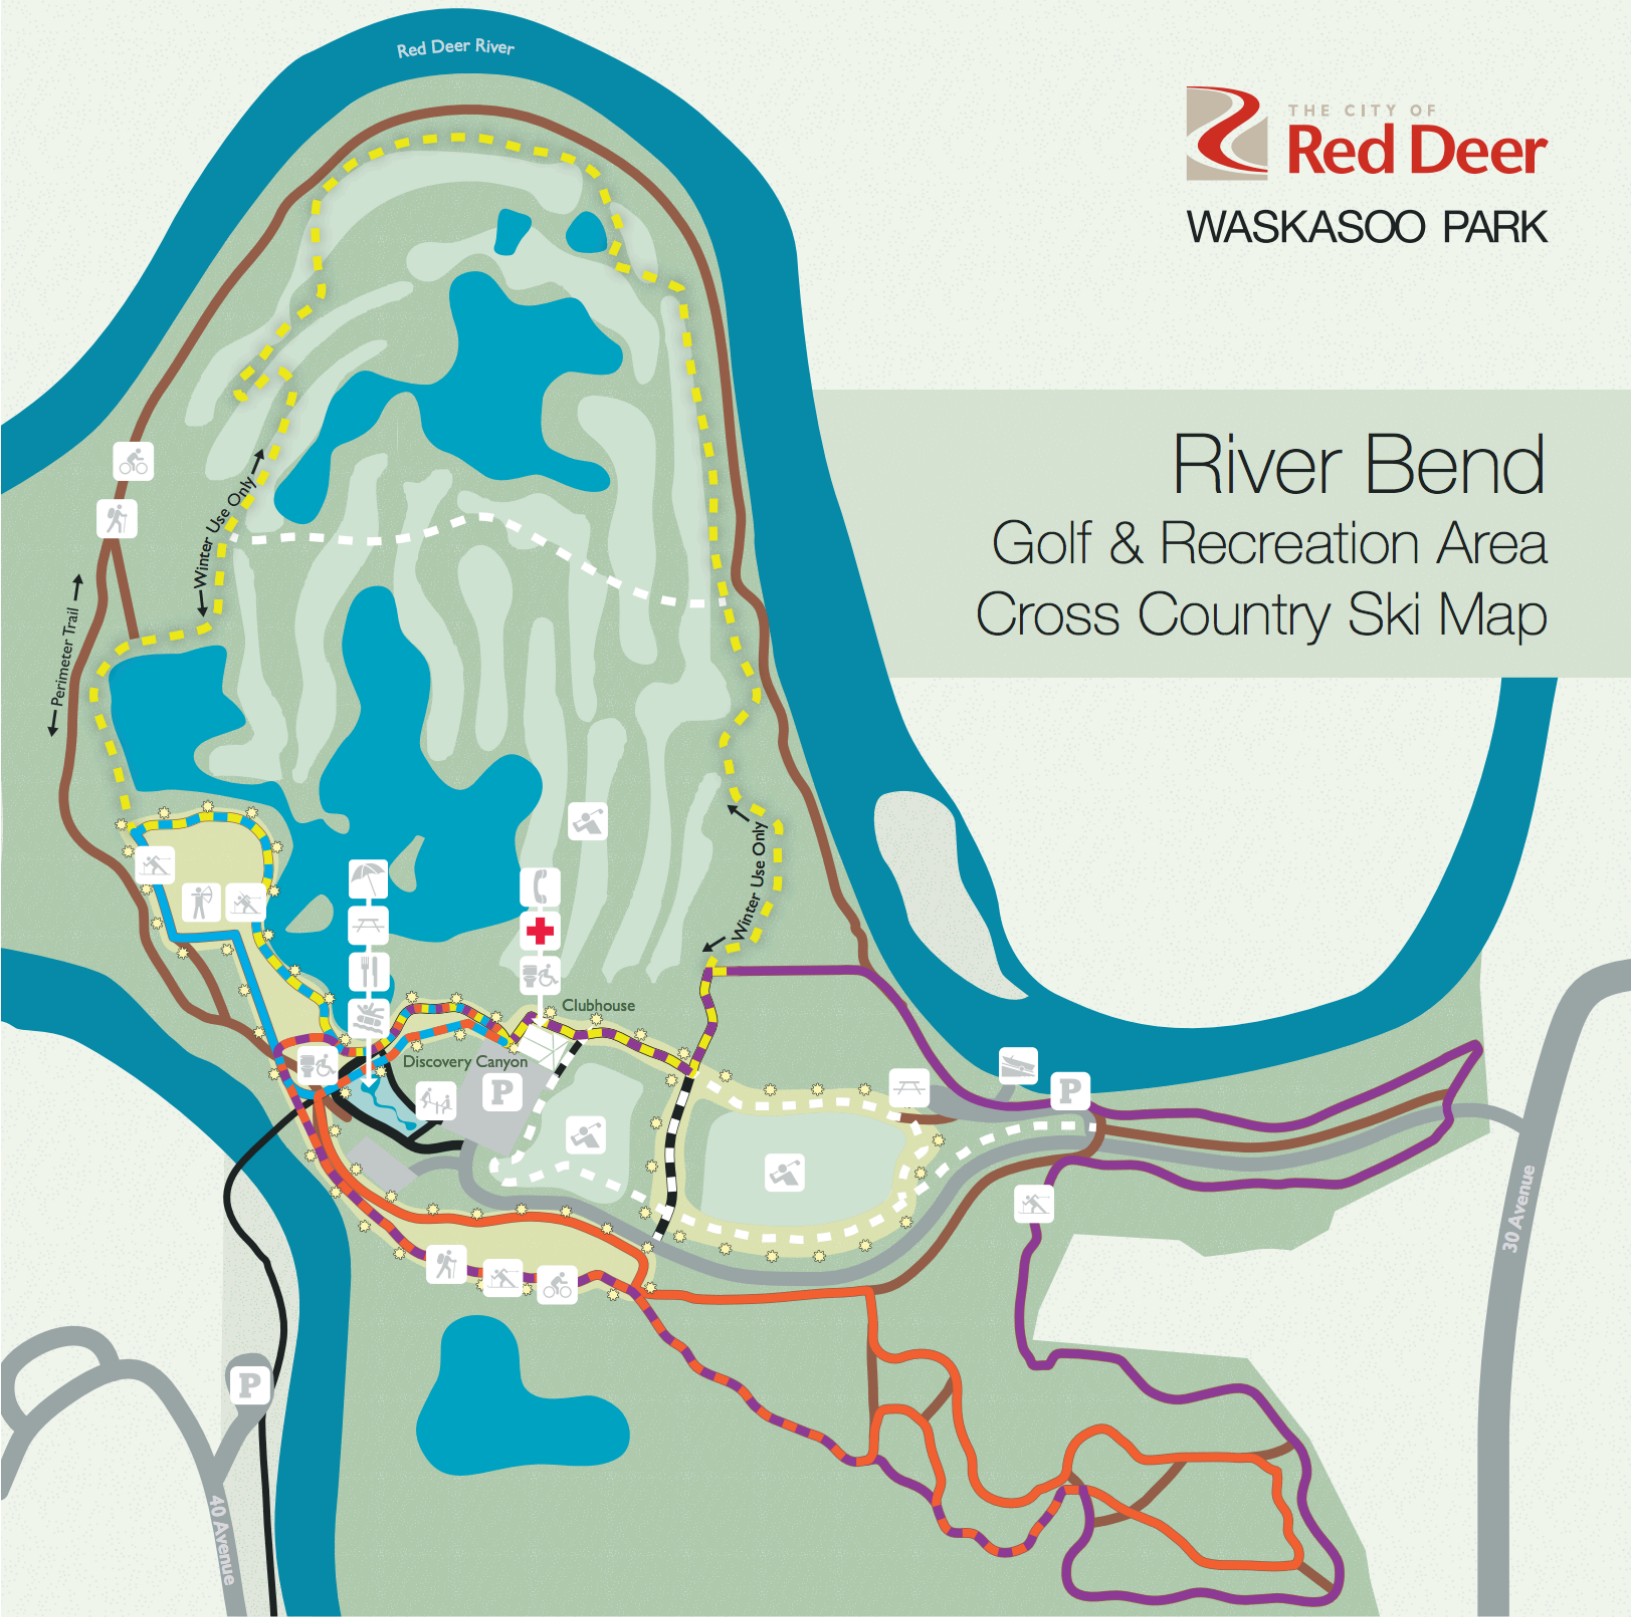 Red Deer River
THE CITY OF
Red Deer
WASKASOO PARK
River Bend
Golf & Recreation Area
Cross Country Ski Map
Winter Use Only
Perimeter Trail
Winter Use Only
Clubhouse
Discovery Canyon
P
P
P
30 Avenue
40 Avenue